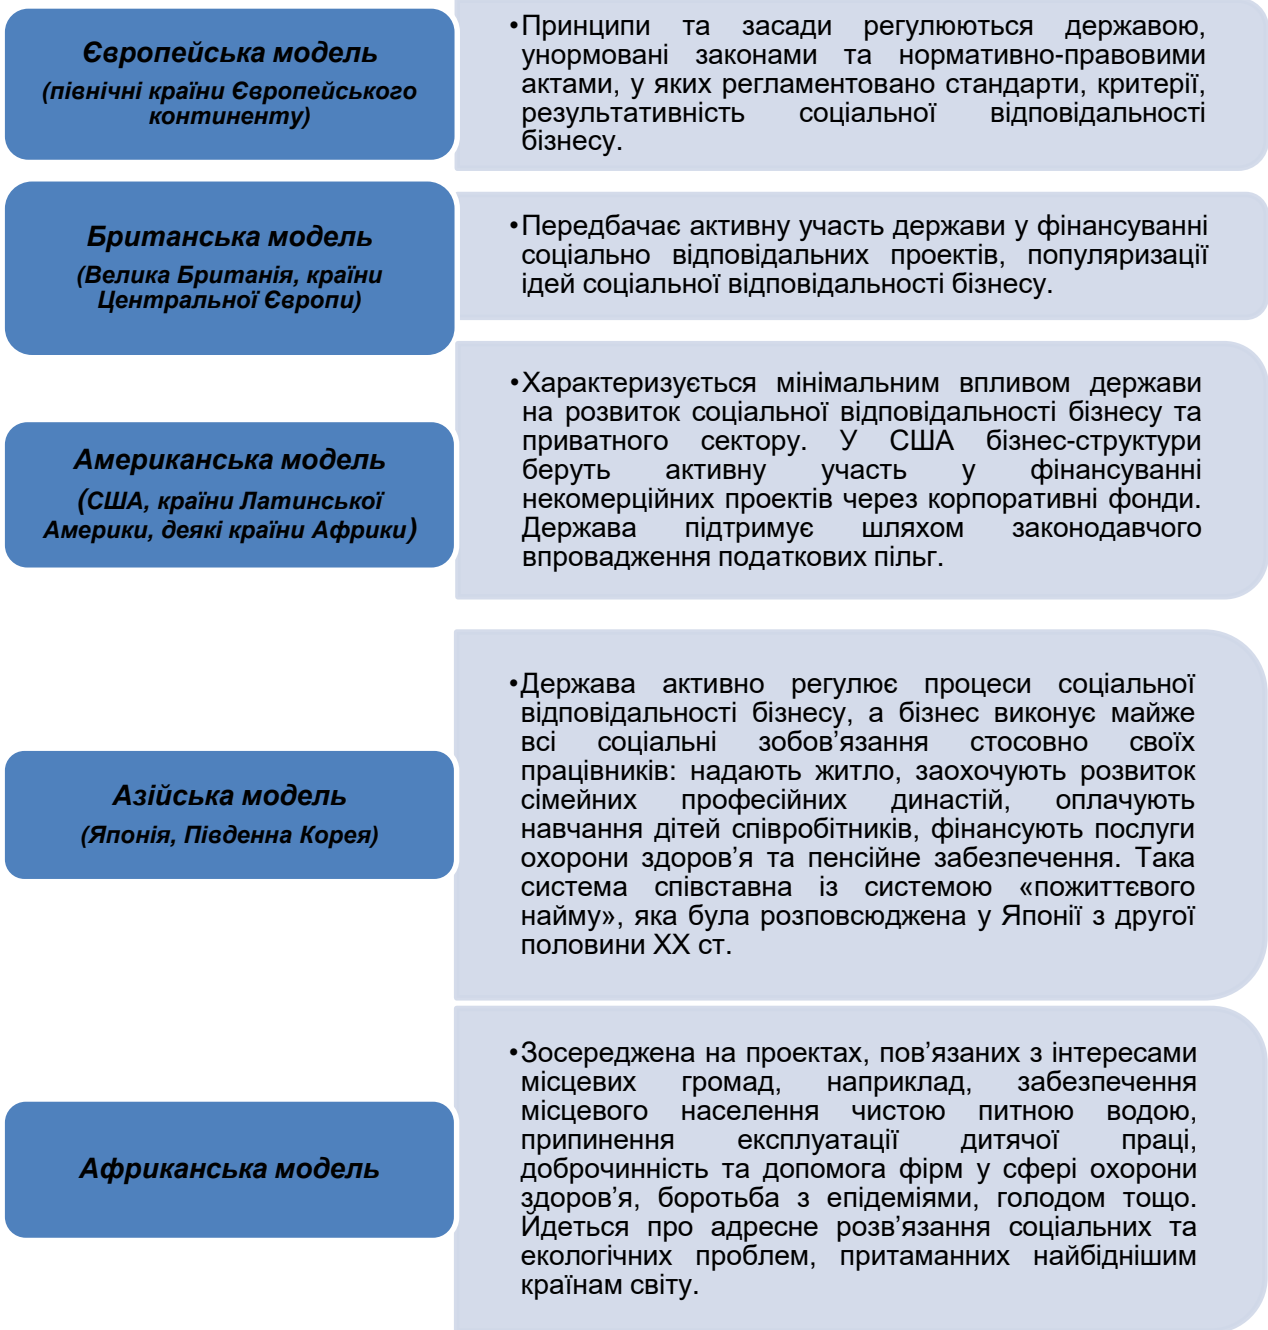 Європейська модель
(північні країни Європейського
континенту)
•Принципи та засади регулюються державою,
унормовані законами та нормативно-правовими
актами, у яких регламентовано стандарти, критерії,
результативність соціальної відповідальності
бізнесу.
Британська модель
(Велика Британія, країни
Центральної Європи)
•Передбачає активну участь держави у фінансуванні
соціально відповідальних проектів, популяризації
ідей соціальної відповідальності бізнесу.
Американська модель
(США, країни Латинської
Америки, деякі країни Африки)
•Характеризується мінімальним впливом держави
на розвиток соціальної відповідальності бізнесу та
приватного сектору. У США бізнес-структури
беруть активну участь у фінансуванні
некомерційних проектів через корпоративні фонди.
Держава підтримує шляхом законодавчого
впровадження податкових пільг.
Азійська модель
(Японія, Південна Корея)
•Держава активно регулює процеси соціальної
відповідальності бізнесу, а бізнес виконує майже
всі соціальні зобов’язання стосовно своїх
працівників: надають житло, заохочують розвиток
сімейних професійних династій, оплачують
навчання дітей співробітників, фінансують послуги
охорони здоров’я та пенсійне забезпечення. Така
система співставна із системою «пожиттєвого
найму», яка була розповсюджена у Японії з другої
половини ХХ ст.
Африканська модель
•Зосереджена на проектах, пов’язаних з інтересами
місцевих громад, наприклад, забезпечення
місцевого населення чистою питною водою,
припинення експлуатації дитячої праці,
доброчинність та допомога фірм у сфері охорони
здоров’я, боротьба з епідеміями, голодом тощо.
Йдеться про адресне розв’язання соціальних та
екологічних проблем, притаманних найбіднішим
країнам світу.